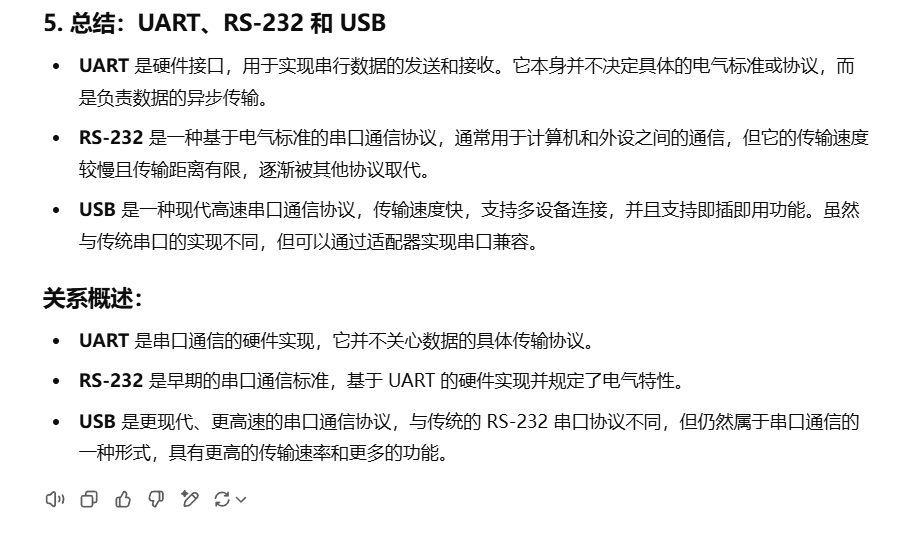 5. 总结：UART、RS-232 和 USB
• UART 是硬件接口，用于实现串行数据的发送和接收。它本身并不决定具体的电气标准或协议，而
是负责数据的异步传输。
• RS-232 是一种基于电气标准的串口通信协议，通常用于计算机和外设之间的通信，但它的传输速度
较慢且传输距离有限，逐渐被其他协议取代。
• USB 是一种现代高速串口通信协议，传输速度快，支持多设备连接，并且支持即插即用功能。虽然
与传统串口的实现不同，但可以通过适配器实现串口兼容。
关系概述：
• UART 是串口通信的硬件实现，它并不关心数据的具体传输协议。
• RS-232 是早期的串口通信标准，基于 UART 的硬件实现并规定了电气特性。
• USB 是更现代、更高速的串口通信协议，与传统的 RS-232 串口协议不同，但仍然属于串口通信的
一种形式，具有更高的传输速率和更多的功能。